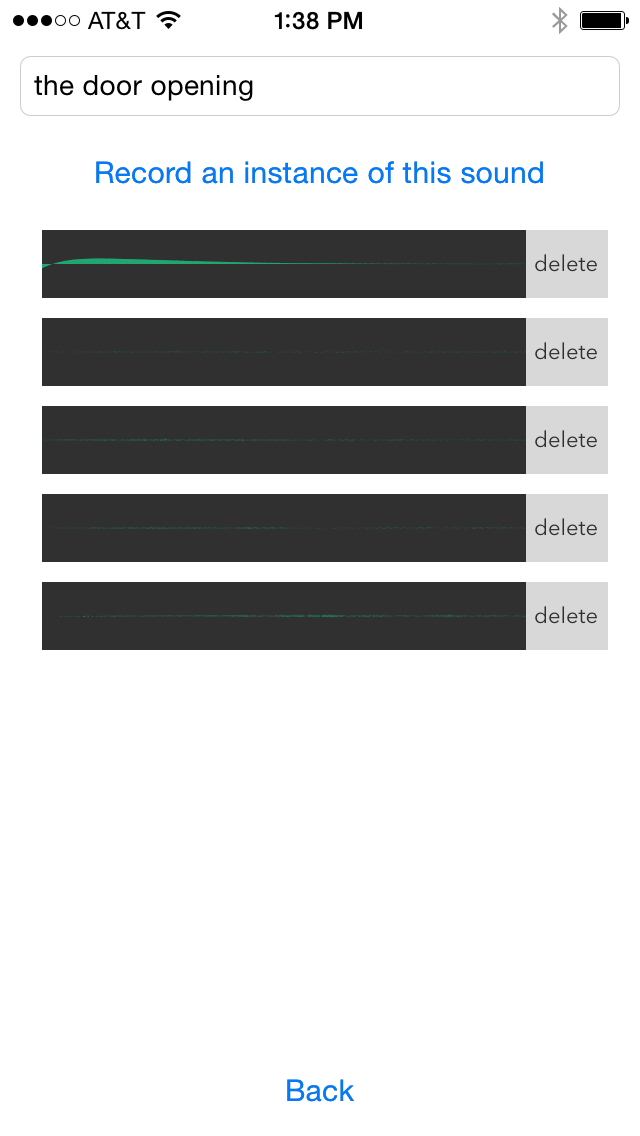 AT&T 1:38 PM
the door opening
Record an instance of this sound
delete
delete
delete
delete
delete
Back